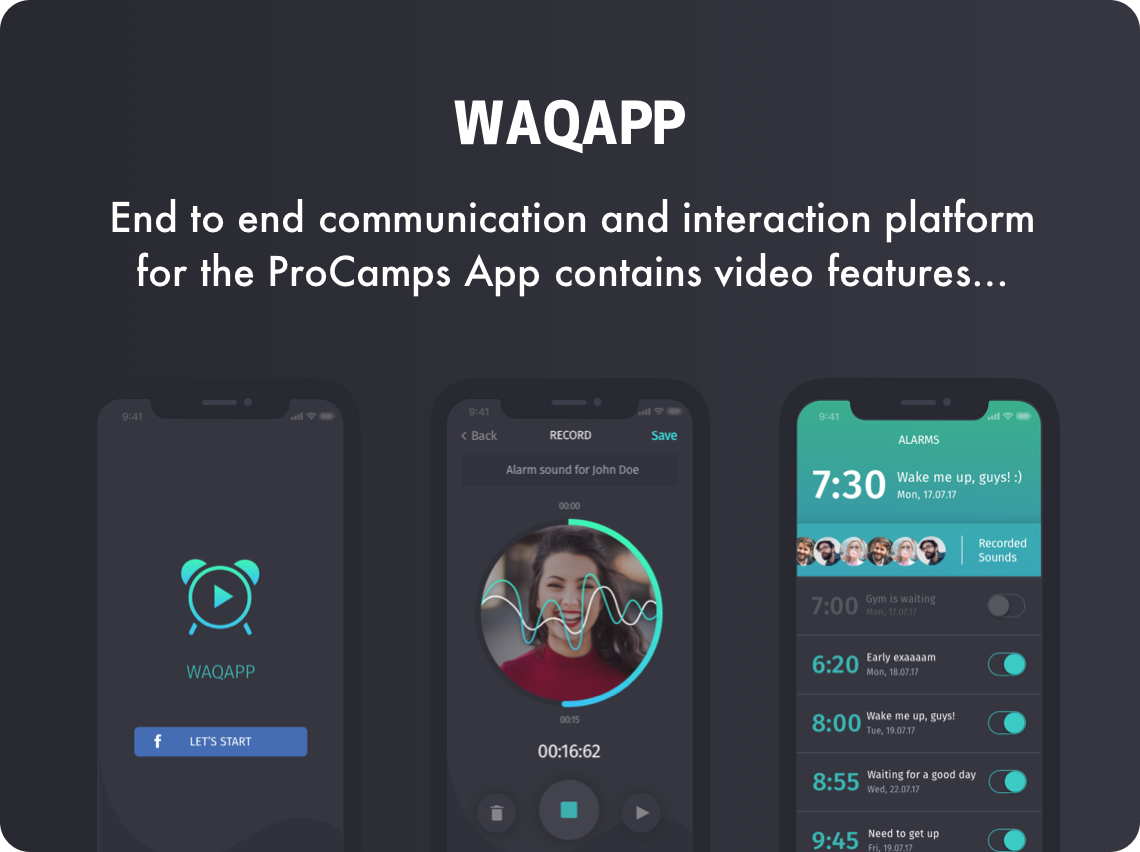 WAQAPP
End to end communication and interaction platform
for the ProCamps App contains video features...
9:41
WAQAPP
LET'S START
9:41
< Back
RECORD
Save
Alarm sound for John Doe
00:00
00:15
00:16:62
9:41
ALARMS
7:30
Wake me up, guys! :)
Mon, 17.07.17
Recorded
Sounds
7:00
Gym is waiting
Mon, 17.07.17
6:20
Early exaaaam
Mon, 18.07.17
8:00
Wake me up, guys!
Tue, 19.07.17
8:55
Waiting for a good day
Wed, 22.07.17
9:45
Need to get up
Fri, 19.07.17